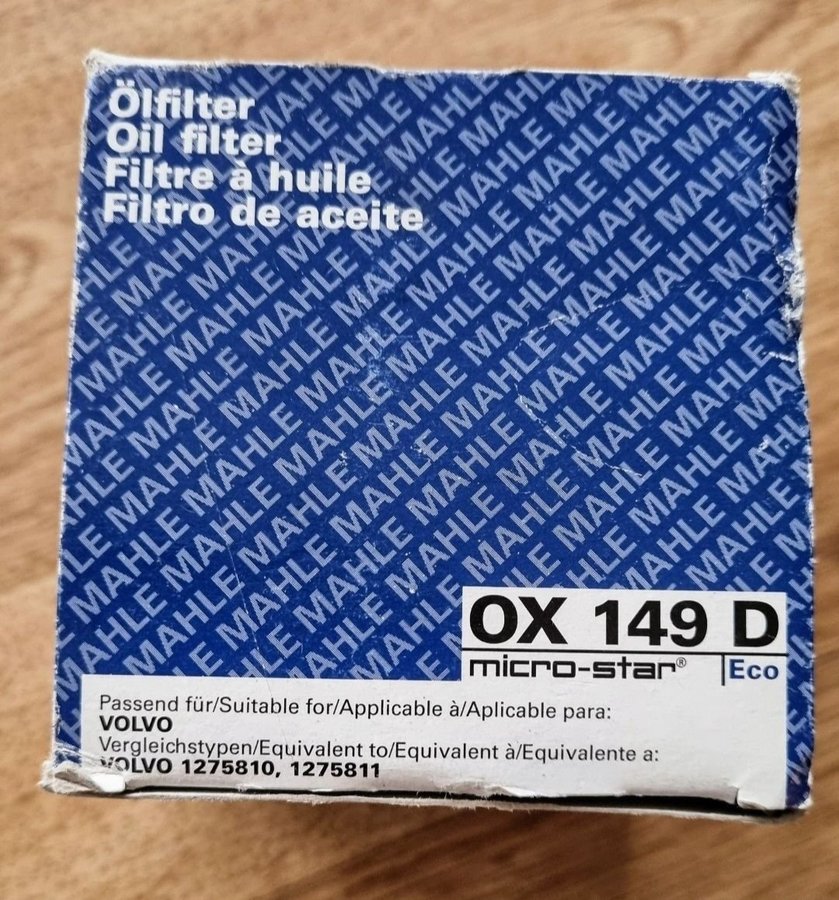 Ölfilter
Oil filter
Filtre à huile
Filtro de aceite
MAHLE
OX 149 D
micro-star®
Eco
Passend für/Suitable for/Applicable à/Aplicable para:
VOLVO
Vergleichstypen/Equivalent to/Equivalent à/Equivalente a:
VOLVO 1275810, 1275811